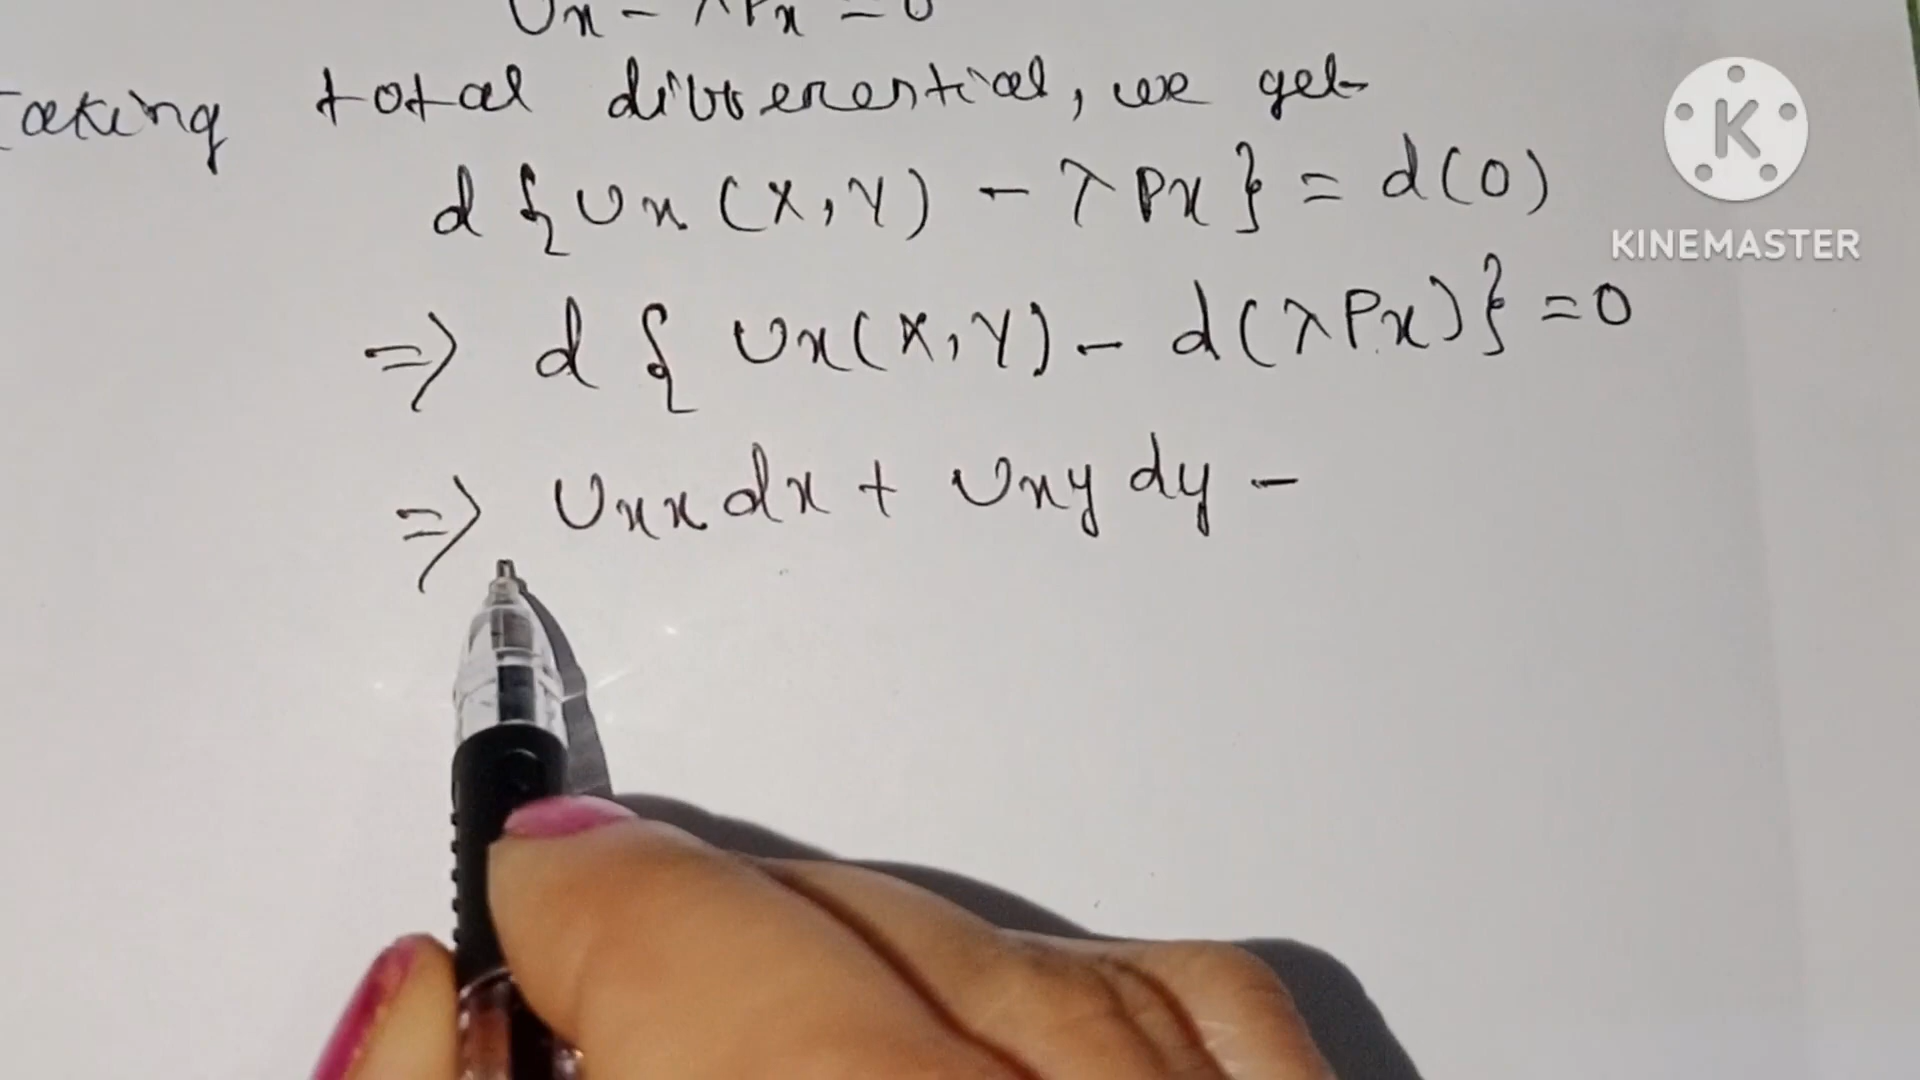 Ux - λPx = 0
Taking total differential, we get
d{Ux(X,Y) - λPx} = d(0)
K
KINEMASTER
=> d{Ux(X,Y) - d(λPx)} = 0
=> Uxx dx + Uxy dy -